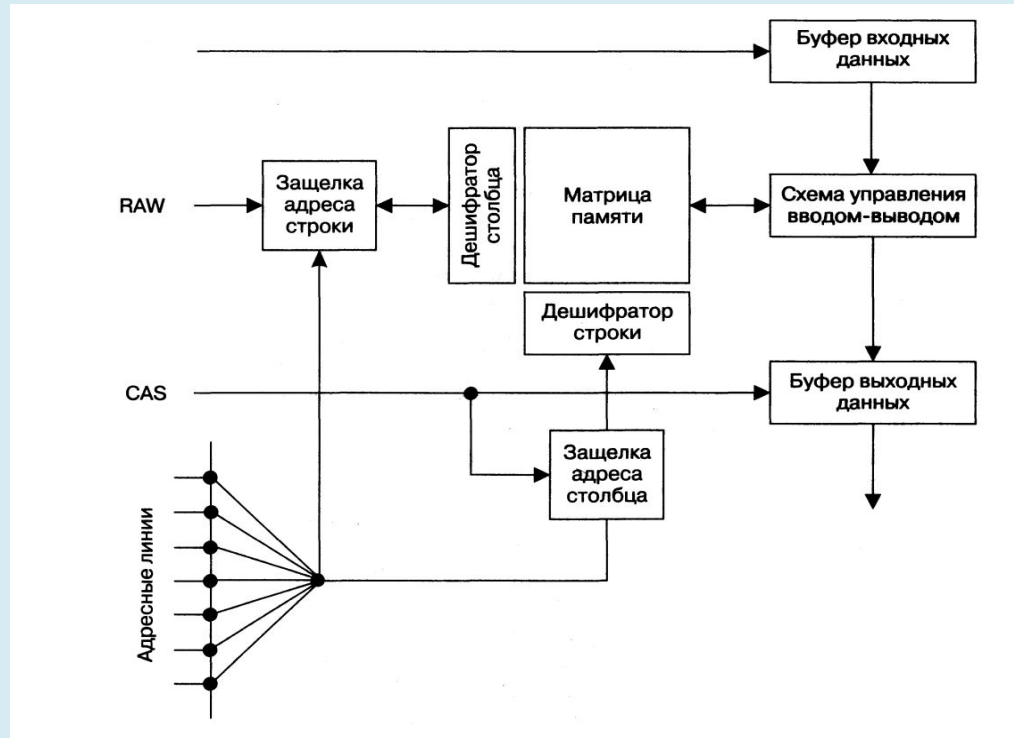 Буфер входных
данных
RAW
Защелка
адреса
строки
Дешифратор
столбца
Матрица
памяти
Схема управления
вводом-выводом
Дешифратор
строки
CAS
Буфер выходных
данных
Защелка
адреса
столбца
Адресные линии